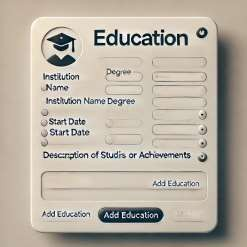 Education
Institution Degree
Name
Institution Name Degree
Start Date
Start Date
Description of Studis or Achievements
Add Education
Add Education Add Education